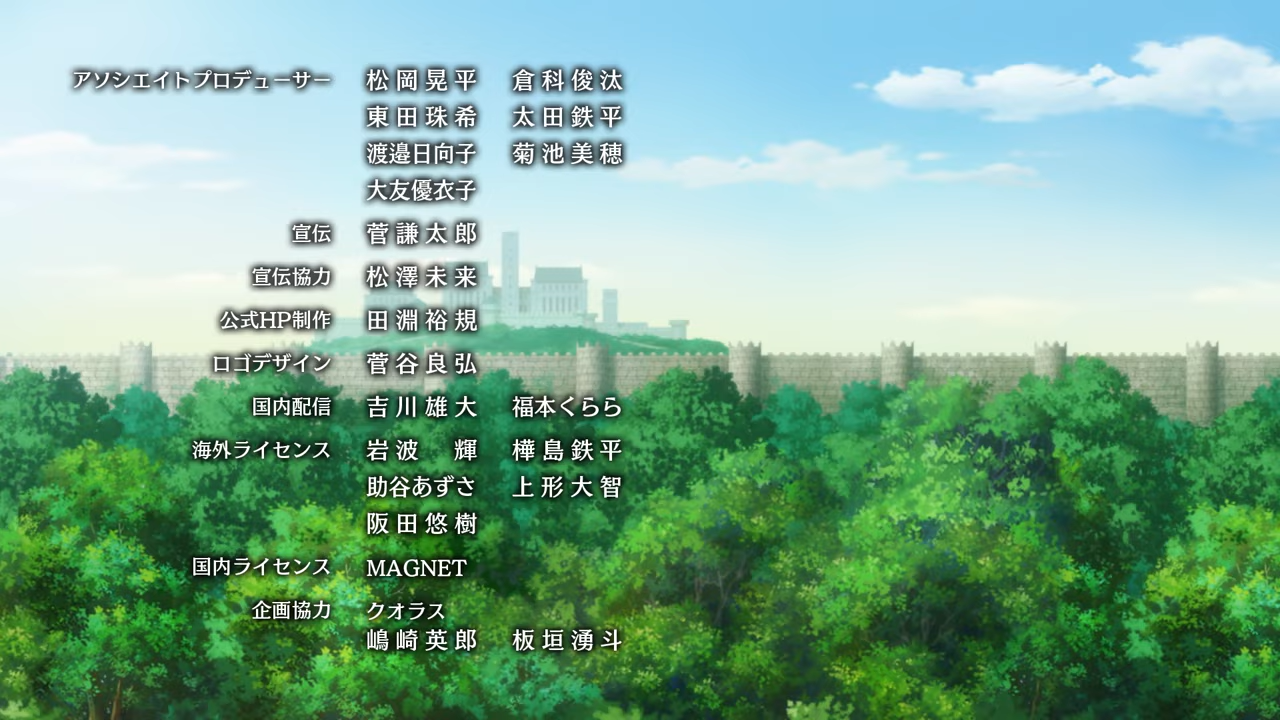 アソシエイトプロデューサー 松岡晃平 倉科俊汰
東田珠希 太田鉄平
渡邉日向子 菊池美穂
大友優衣子
宣伝 菅謙太郎
宣伝協力 松澤未来
公式HP制作 田淵裕規
ロゴデザイン 菅谷良弘
国内配信 吉川雄大 福本くらら
海外ライセンス 岩波 輝 樺島鉄平
助谷あずさ 上形大智
阪田悠樹
国内ライセンス MAGNET
企画協力 クオラス
嶋崎英郎 板垣湧斗